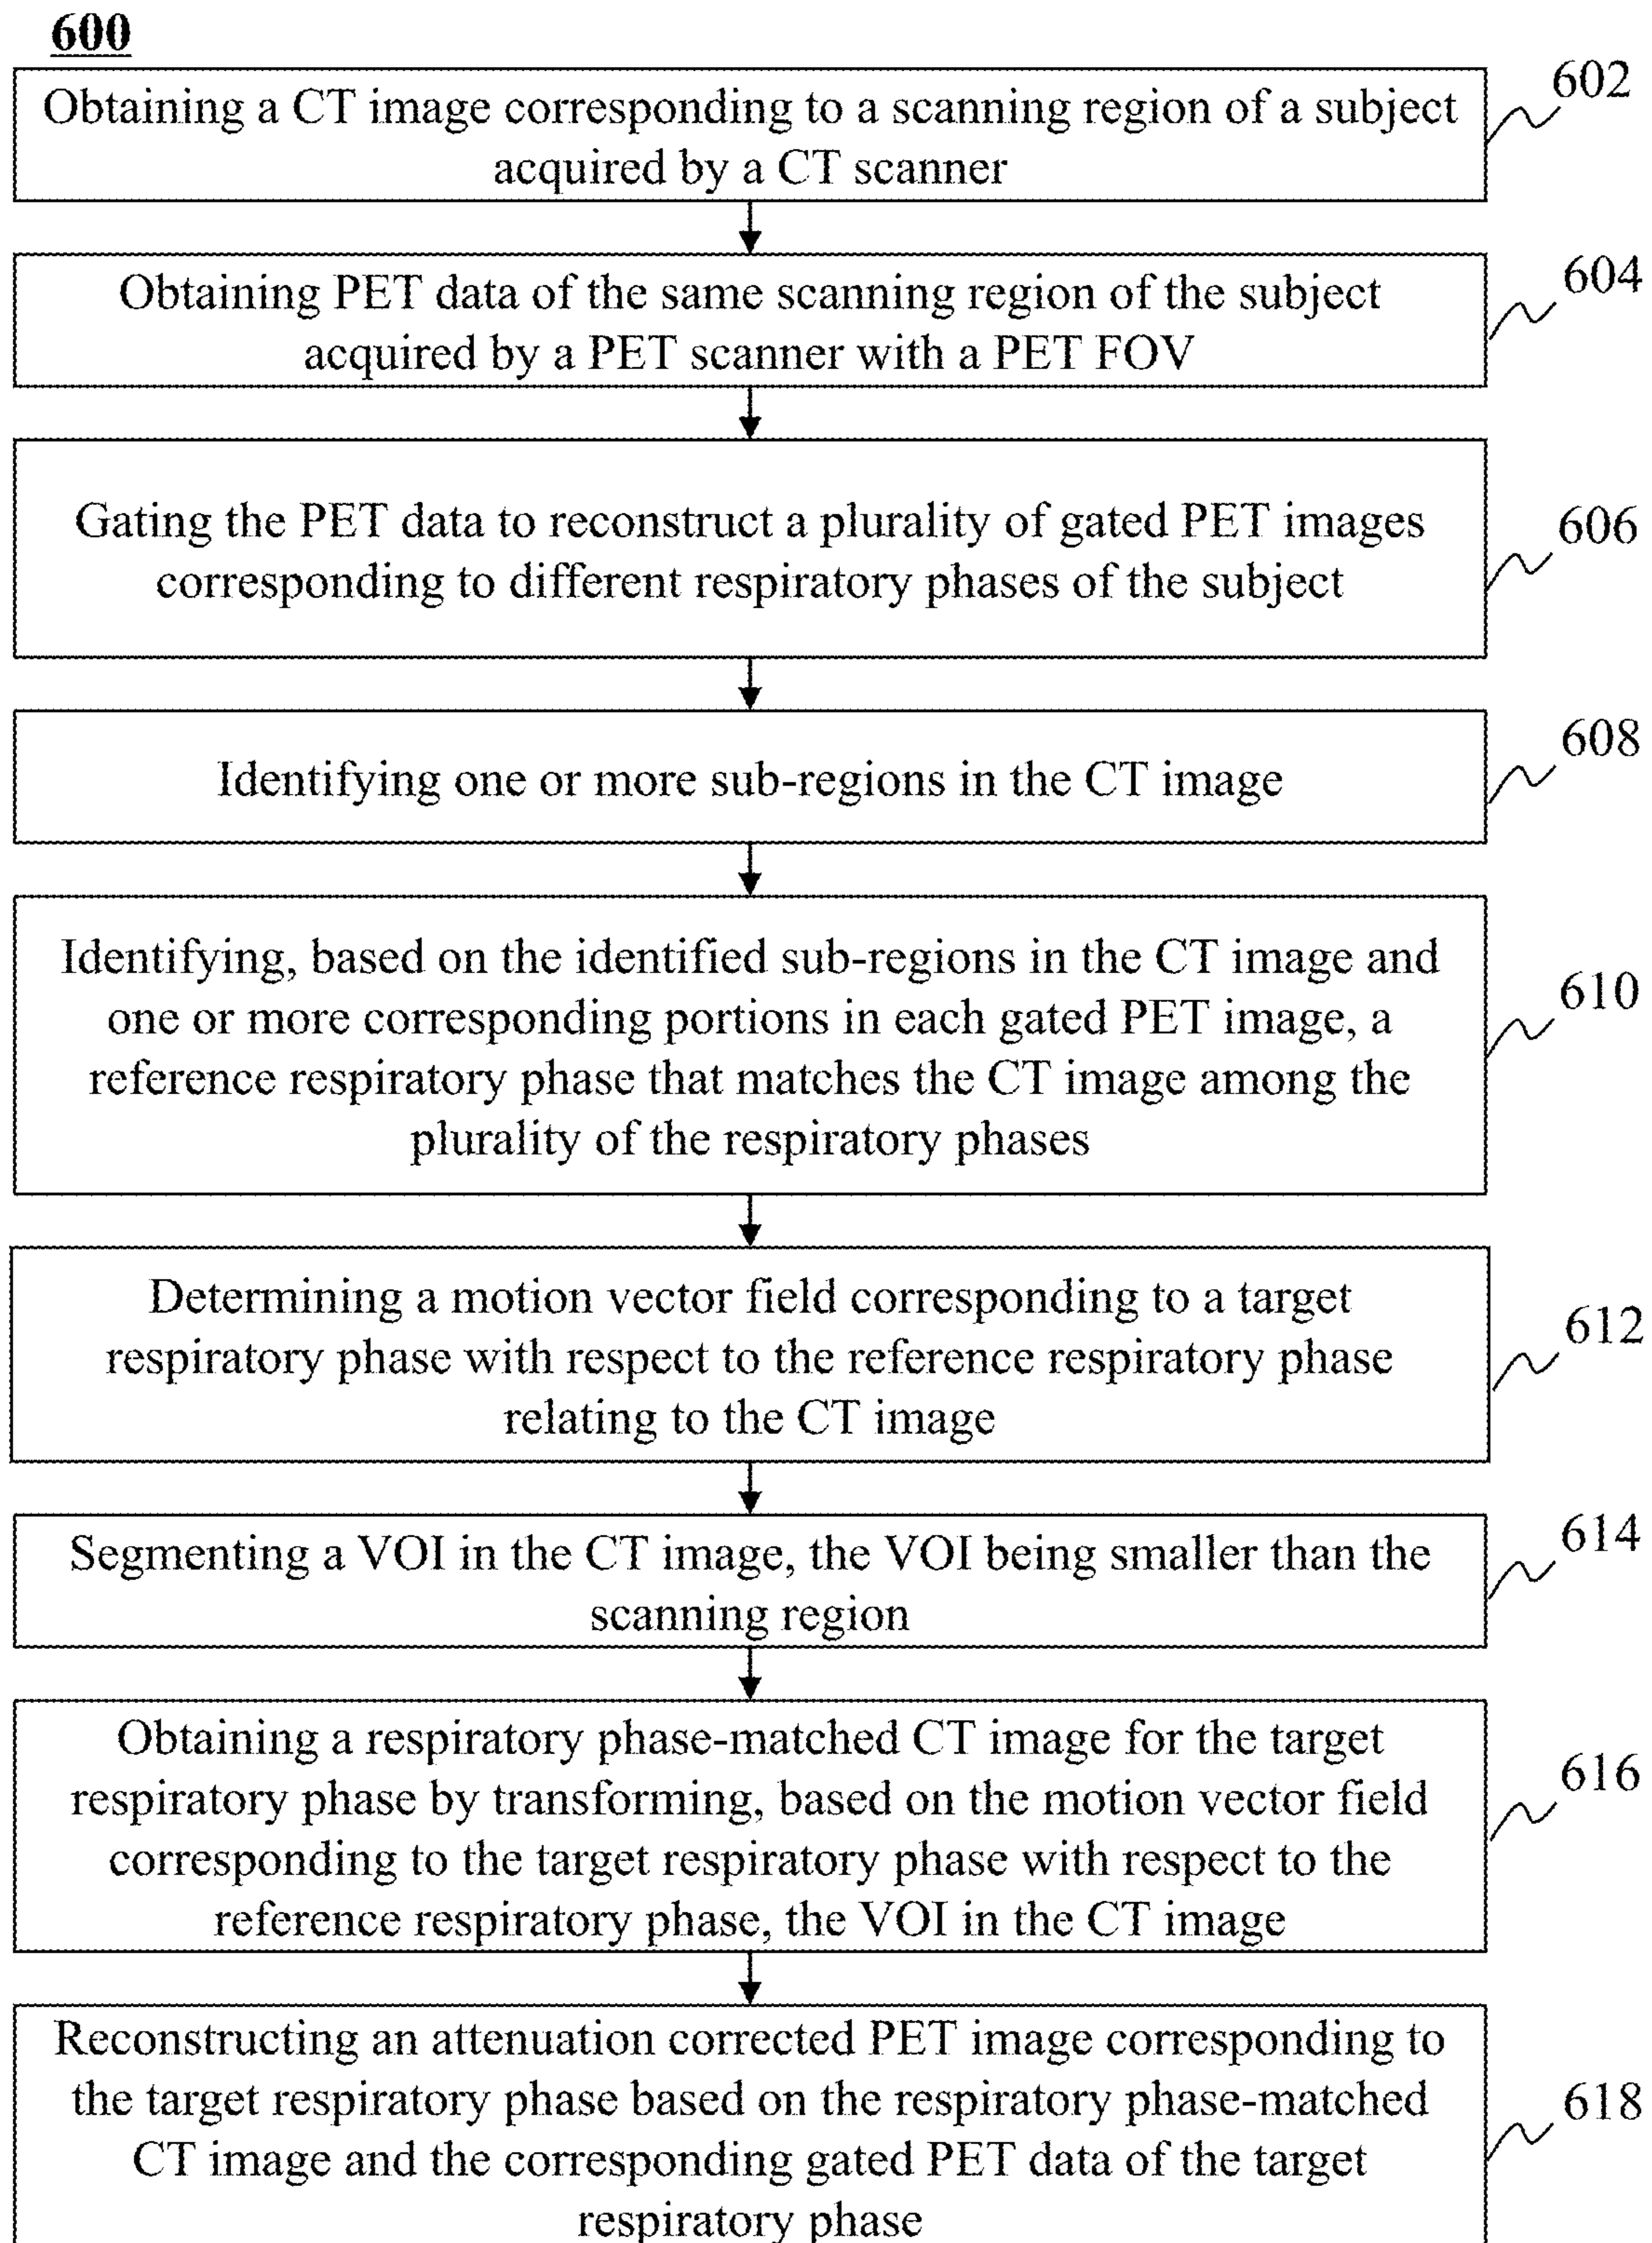 600
Obtaining a CT image corresponding to a scanning region of a subject
acquired by a CT scanner
602
Obtaining PET data of the same scanning region of the subject
acquired by a PET scanner with a PET FOV
604
Gating the PET data to reconstruct a plurality of gated PET images
corresponding to different respiratory phases of the subject
606
Identifying one or more sub-regions in the CT image
608
Identifying, based on the identified sub-regions in the CT image and
one or more corresponding portions in each gated PET image, a
reference respiratory phase that matches the CT image among the
plurality of the respiratory phases
610
Determining a motion vector field corresponding to a target
respiratory phase with respect to the reference respiratory phase
relating to the CT image
612
Segmenting a VOI in the CT image, the VOI being smaller than the
scanning region
614
Obtaining a respiratory phase-matched CT image for the target
respiratory phase by transforming, based on the motion vector field
corresponding to the target respiratory phase with respect to the
reference respiratory phase, the VOI in the CT image
616
Reconstructing an attenuation corrected PET image corresponding to
the target respiratory phase based on the respiratory phase-matched
CT image and the corresponding gated PET data of the target
respiratory phase
618